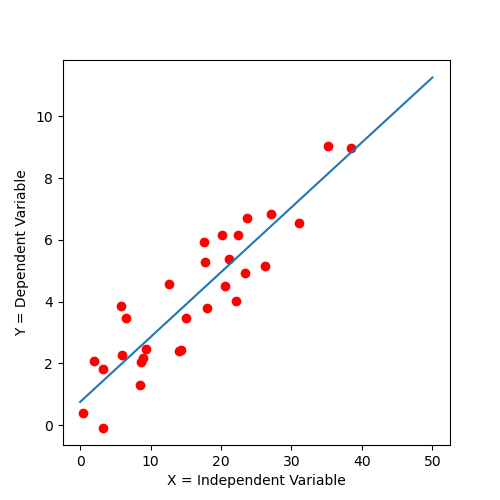 10
8
6
4
2
0
Y = Dependent Variable
0 10 20 30 40 50
X = Independent Variable